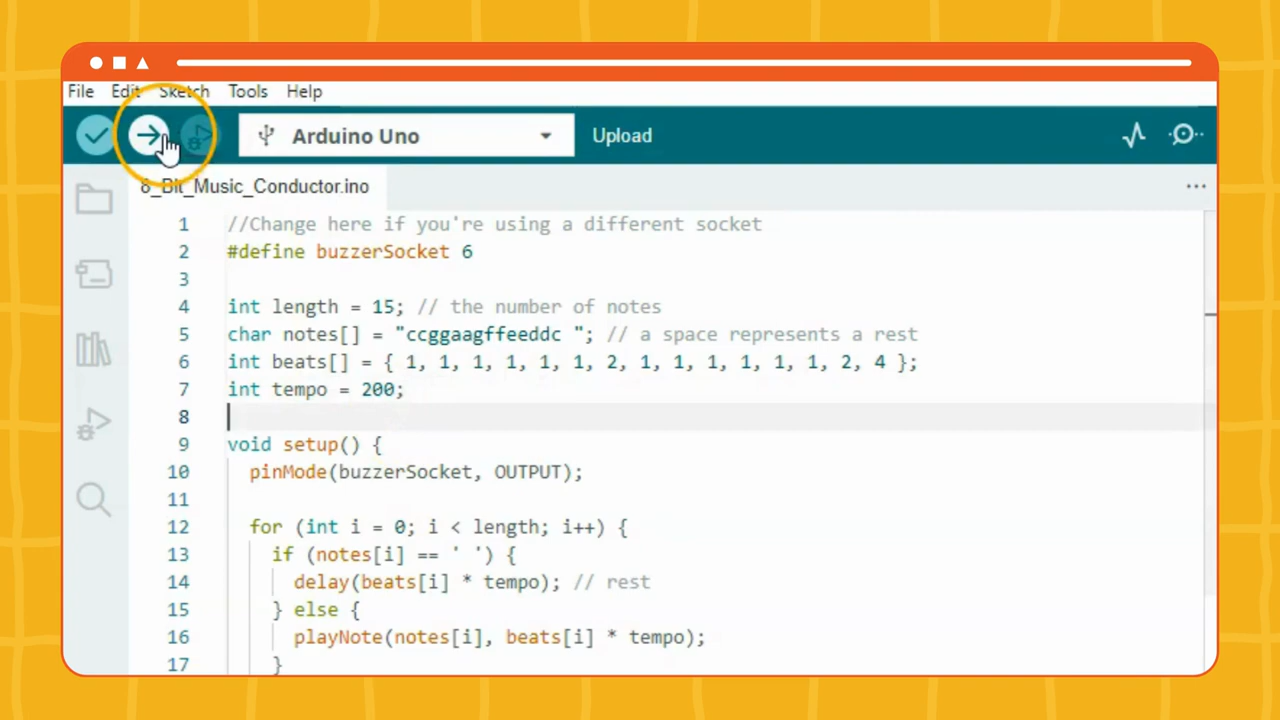 File Edit Sketch Tools Help
Arduino Uno Upload
8_Bit_Music_Conductor.ino
1 //Change here if you're using a different socket
2 #define buzzerSocket 6
3
4 int length = 15; // the number of notes
5 char notes[] = "ccggaagffeeddc "; // a space represents a rest
6 int beats[] = { 1, 1, 1, 1, 1, 1, 2, 1, 1, 1, 1, 1, 1, 2, 4 };
7 int tempo = 200;
8
9 void setup() {
10 pinMode(buzzerSocket, OUTPUT);
11
12 for (int i = 0; i < length; i++) {
13 if (notes[i] == ' ') {
14 delay(beats[i] * tempo); // rest
15 } else {
16 playNote(notes[i], beats[i] * tempo);
17 }